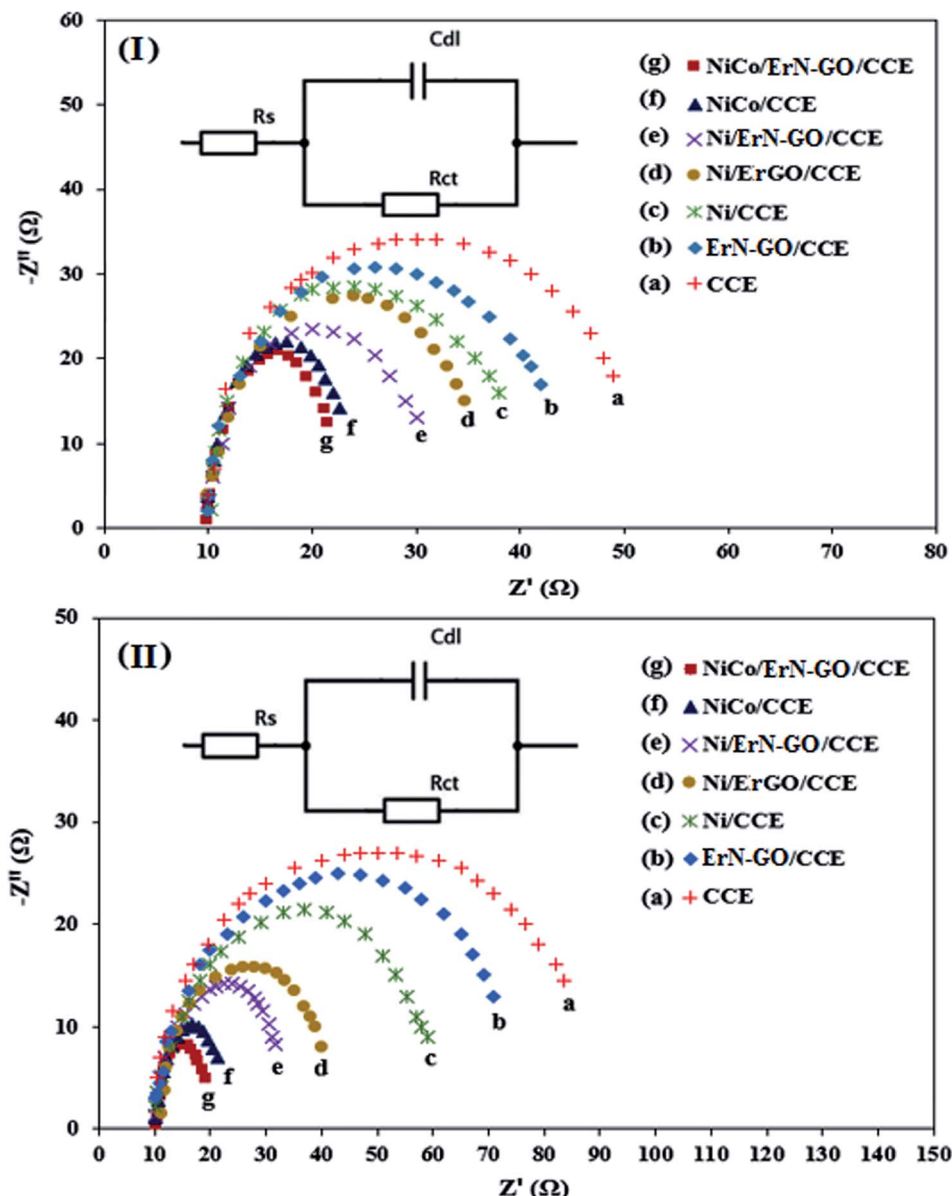 (I)
Cdl
Rs
Rct
(g) NiCo/ErN-GO/CCE
(f) NiCo/CCE
(e) Ni/ErN-GO/CCE
(d) Ni/ErGO/CCE
(c) Ni/CCE
(b) ErN-GO/CCE
(a) CCE
60
50
40
30
20
10
0
-Z'' (Ω)
g f e d c b a
0 10 20 30 40 50 60 70 80
Z' (Ω)
(II)
Cdl
Rs
Rct
(g) NiCo/ErN-GO/CCE
(f) NiCo/CCE
(e) Ni/ErN-GO/CCE
(d) Ni/ErGO/CCE
(c) Ni/CCE
(b) ErN-GO/CCE
(a) CCE
50
40
30
20
10
0
-Z'' (Ω)
g f e d c b a
0 10 20 30 40 50 60 70 80 90 100 110 120 130 140 150
Z' (Ω)